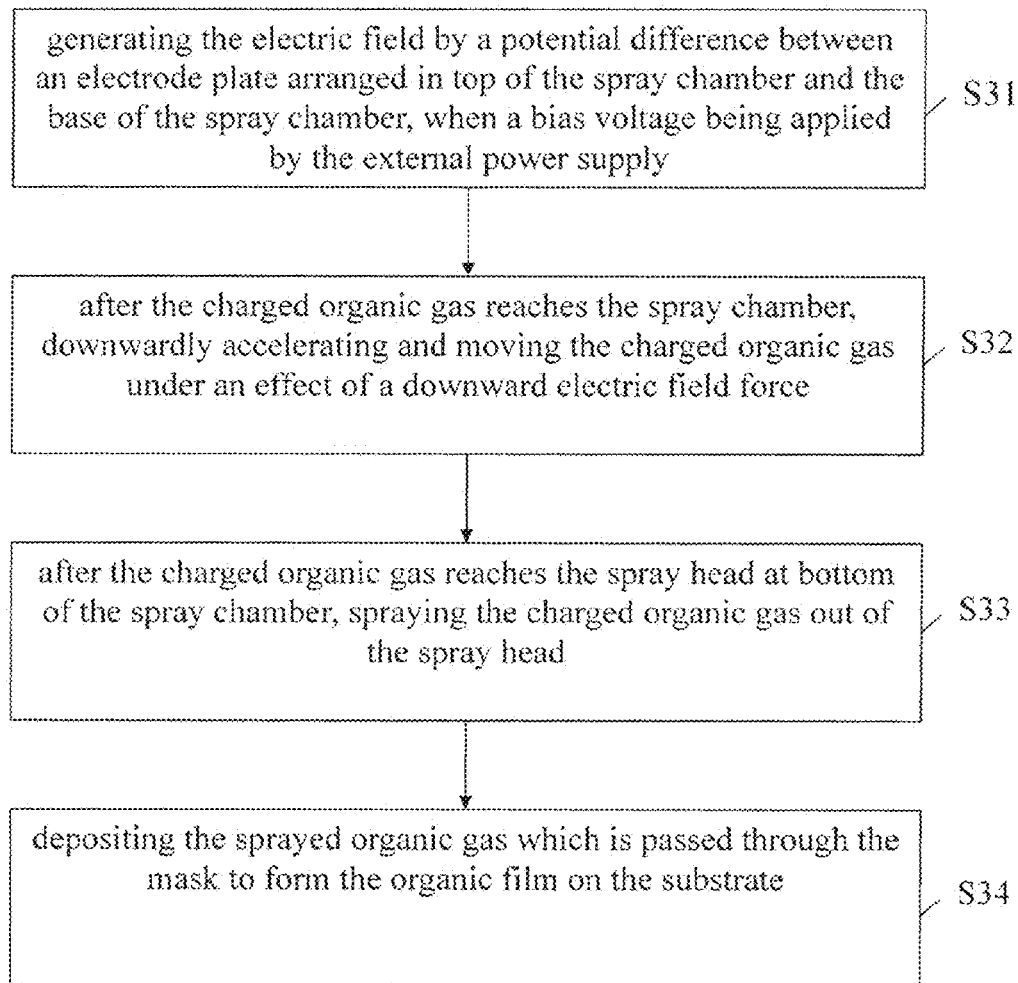 generating the electric field by a potential difference between
an electrode plate arranged in top of the spray chamber and the
base of the spray chamber, when a bias voltage being applied
by the external power supply
S31
after the charged organic gas reaches the spray chamber,
downwardly accelerating and moving the charged organic gas
under an effect of a downward electric field force
S32
after the charged organic gas reaches the spray head at bottom
of the spray chamber, spraying the charged organic gas out of
the spray head
S33
depositing the sprayed organic gas which is passed through the
mask to form the organic film on the substrate
S34